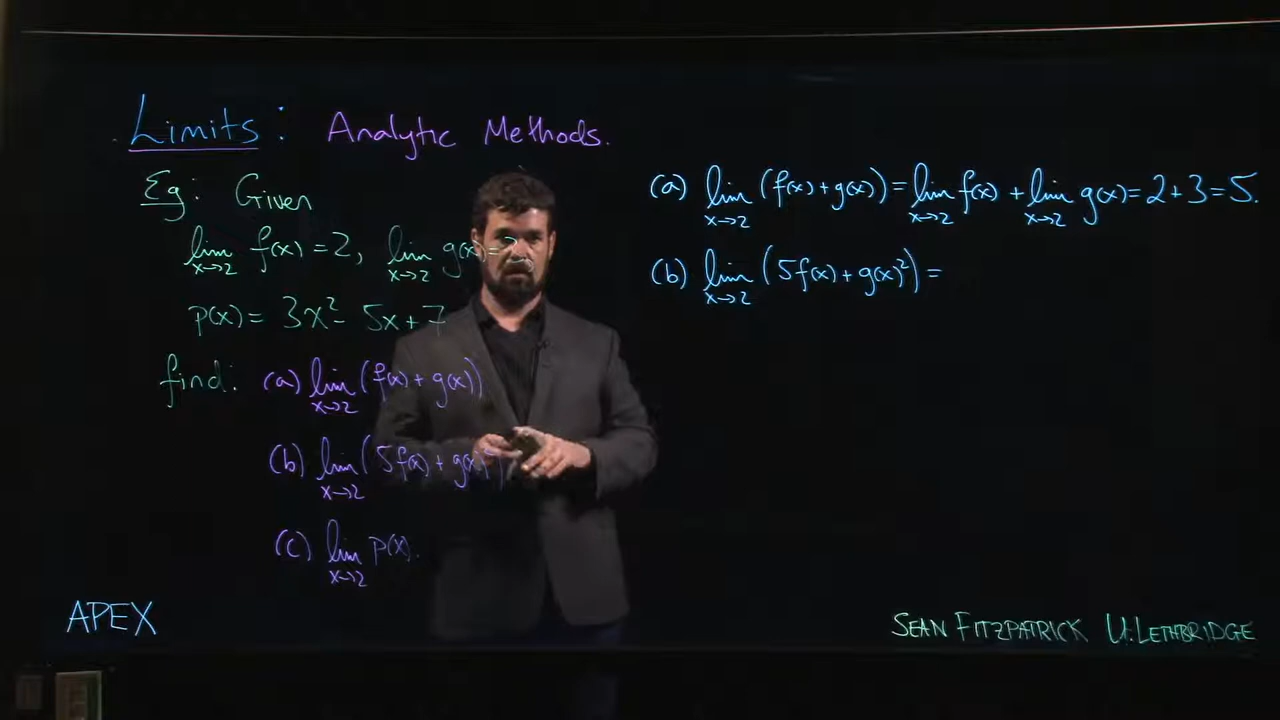 Limits: Analytic Methods.
Eg: Given
lim x→2 f(x) = 2, lim x→2 g(x) = 3
p(x) = 3x² - 5x + 7
find: (a) lim x→2 (f(x) + g(x))
(b) lim x→2 (5f(x) + g(x)²)
(c) lim x→2 p(x).
(a) lim x→2 (f(x) + g(x)) = lim x→2 f(x) + lim x→2 g(x) = 2 + 3 = 5.
(b) lim x→2 (5f(x) + g(x)²) =
APEX
SEAN FITZPATRICK U. LETHBRIDGE